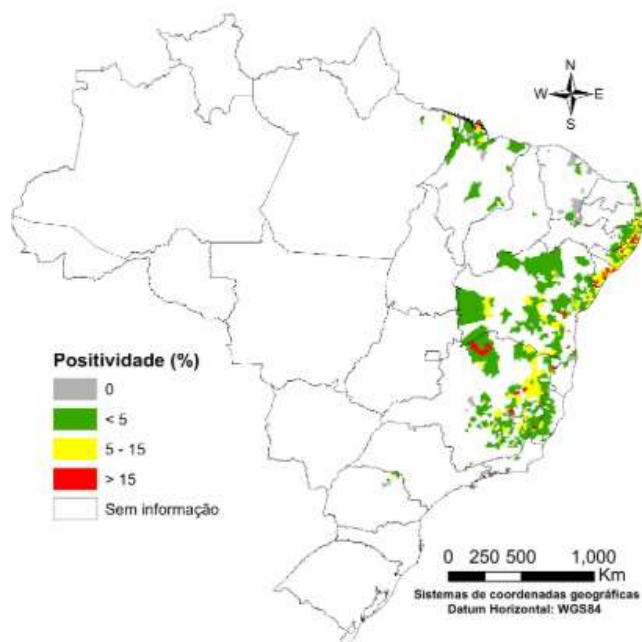 N
W E
S
Positividade (%)
0
< 5
5 - 15
> 15
Sem informação
0 250 500 1,000
Km
Sistemas de coordenadas geográficas
Datum Horizontal: WGS84